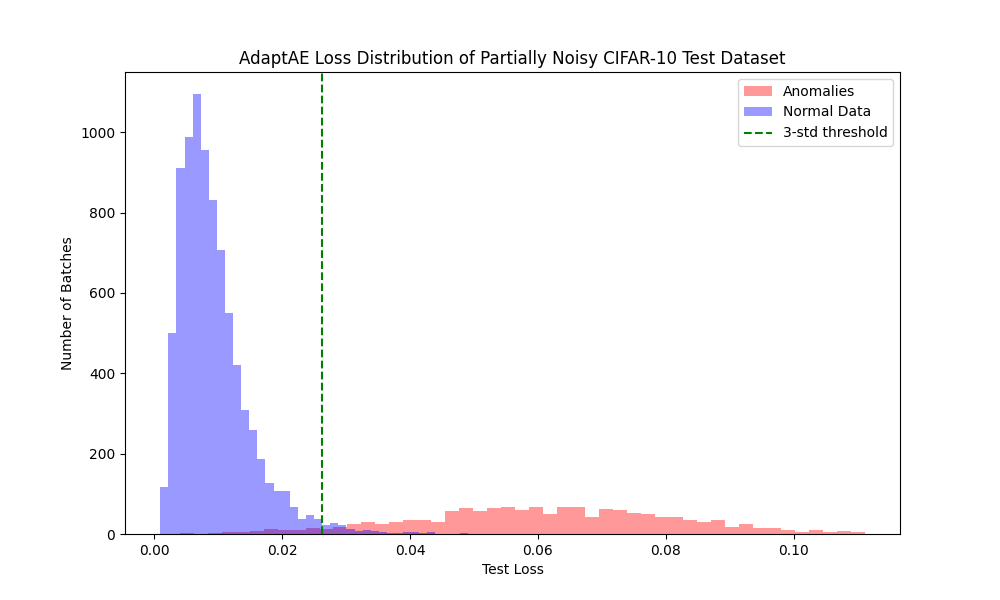 AdaptAE Loss Distribution of Partially Noisy CIFAR-10 Test Dataset
Anomalies
Normal Data
3-std threshold
Number of Batches
1000
800
600
400
200
0
0.00 0.02 0.04 0.06 0.08 0.10
Test Loss